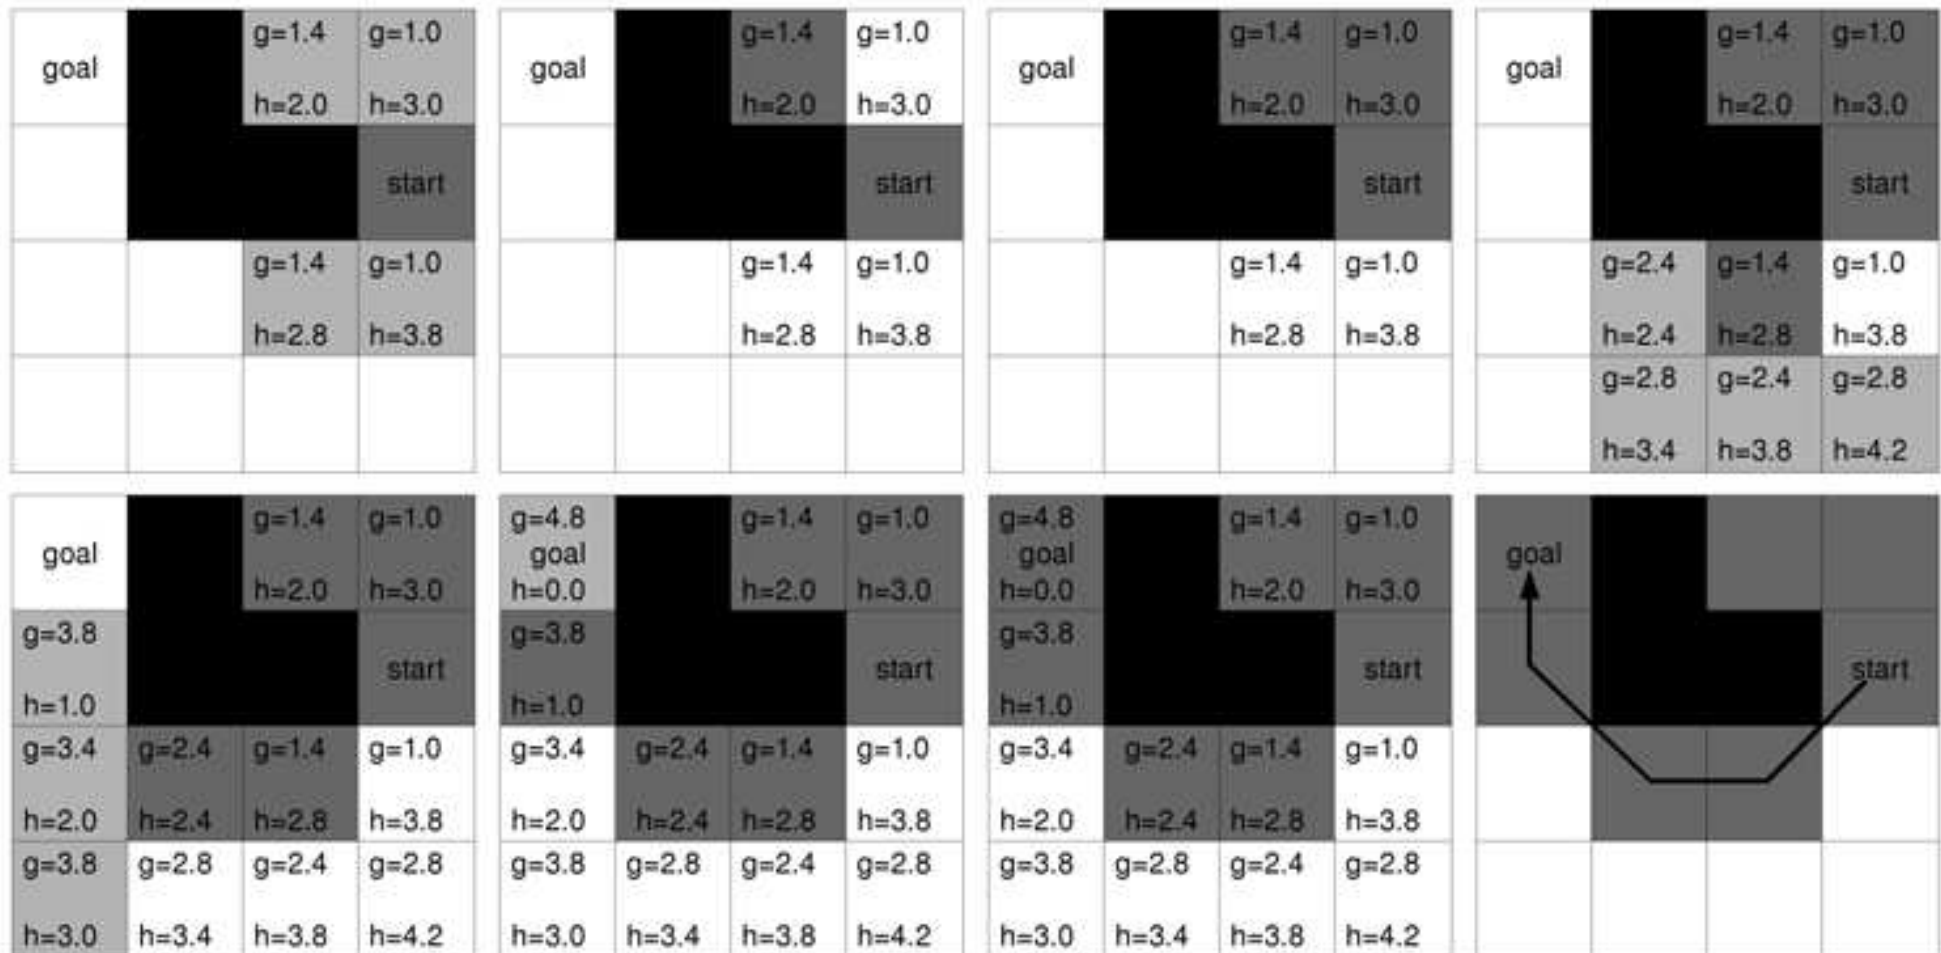 g=1.4 g=1.0
goal
h=2.0 h=3.0
start
g=1.4 g=1.0
h=2.8 h=3.8
g=1.4 g=1.0
goal
h=2.0 h=3.0
start
g=1.4 g=1.0
h=2.8 h=3.8
g=1.4 g=1.0
goal
h=2.0 h=3.0
start
g=1.4 g=1.0
h=2.8 h=3.8
g=1.4 g=1.0
goal
h=2.0 h=3.0
start
g=2.4 g=1.4 g=1.0
h=2.4 h=2.8 h=3.8
g=2.8 g=2.4 g=2.8
h=3.4 h=3.8 h=4.2
g=1.4 g=1.0
goal
h=2.0 h=3.0
g=3.8
start
h=1.0
g=3.4 g=2.4 g=1.4 g=1.0
h=2.0 h=2.4 h=2.8 h=3.8
g=3.8 g=2.8 g=2.4 g=2.8
h=3.0 h=3.4 h=3.8 h=4.2
g=4.8 g=1.4 g=1.0
goal
h=0.0 h=2.0 h=3.0
g=3.8
start
h=1.0
g=3.4 g=2.4 g=1.4 g=1.0
h=2.0 h=2.4 h=2.8 h=3.8
g=3.8 g=2.8 g=2.4 g=2.8
h=3.0 h=3.4 h=3.8 h=4.2
g=4.8 g=1.4 g=1.0
goal
h=0.0 h=2.0 h=3.0
g=3.8
start
h=1.0
g=3.4 g=2.4 g=1.4 g=1.0
h=2.0 h=2.4 h=2.8 h=3.8
g=3.8 g=2.8 g=2.4 g=2.8
h=3.0 h=3.4 h=3.8 h=4.2
goal
start